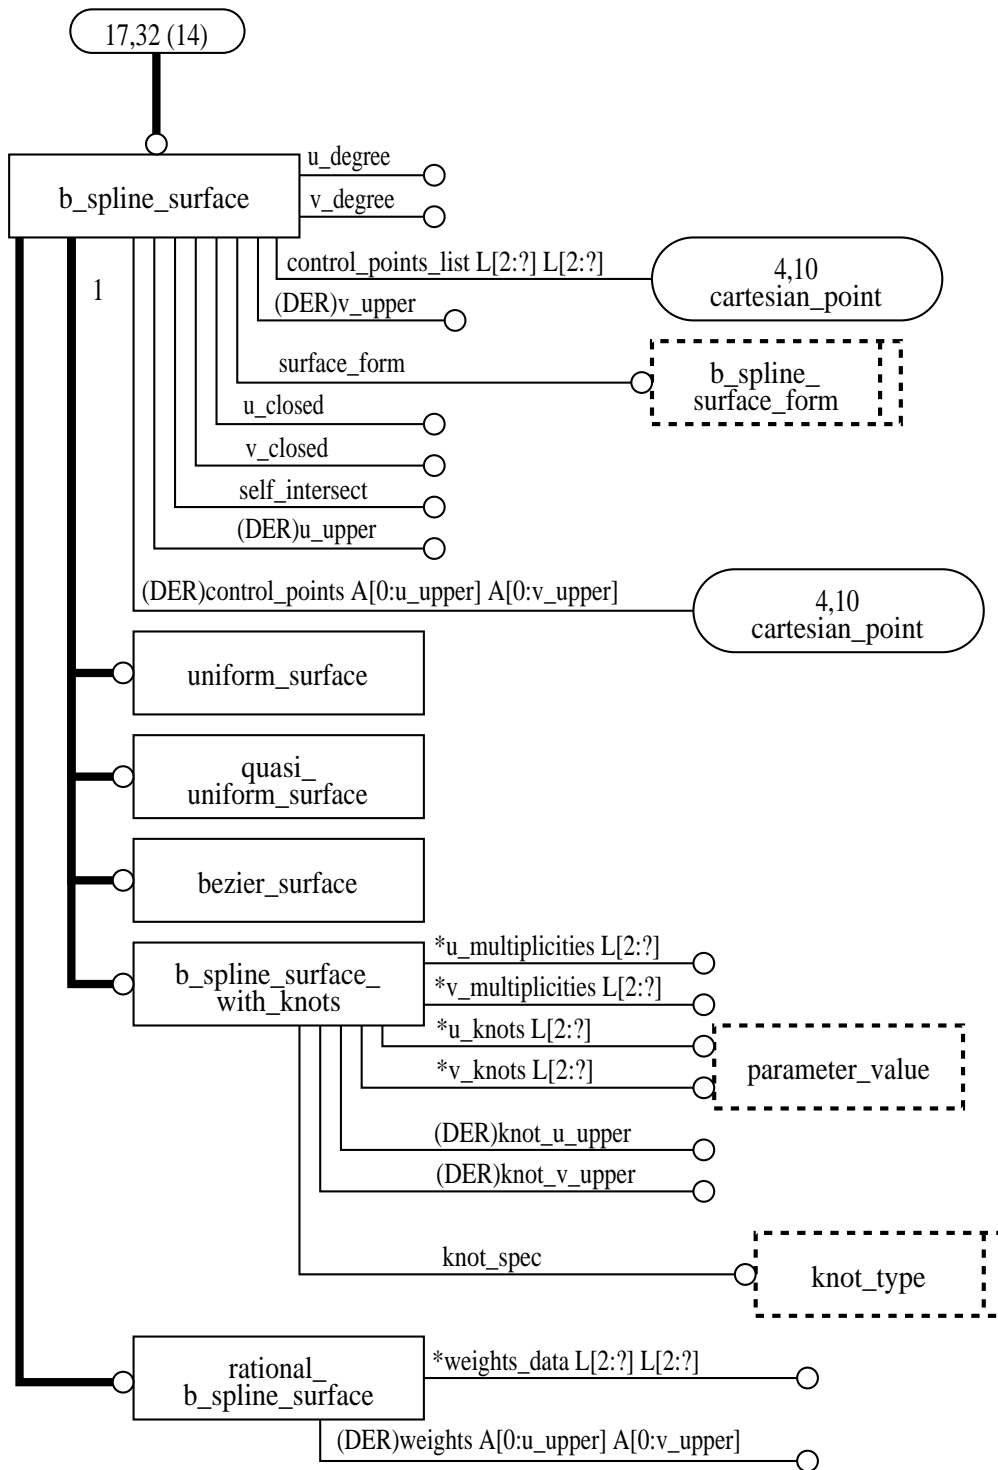 17,32 (14)
b_spline_surface
u_degree
v_degree
1
control_points_list L[2:?] L[2:?]
4,10
cartesian_point
(DER)v_upper
surface_form
b_spline_
surface_form
u_closed
v_closed
self_intersect
(DER)u_upper
(DER)control_points A[0:u_upper] A[0:v_upper]
4,10
cartesian_point
uniform_surface
quasi_
uniform_surface
bezier_surface
b_spline_surface_
with_knots
*u_multiplicities L[2:?]
*v_multiplicities L[2:?]
*u_knots L[2:?]
*v_knots L[2:?]
parameter_value
(DER)knot_u_upper
(DER)knot_v_upper
knot_spec
knot_type
rational_
b_spline_surface
*weights_data L[2:?] L[2:?]
(DER)weights A[0:u_upper] A[0:v_upper]